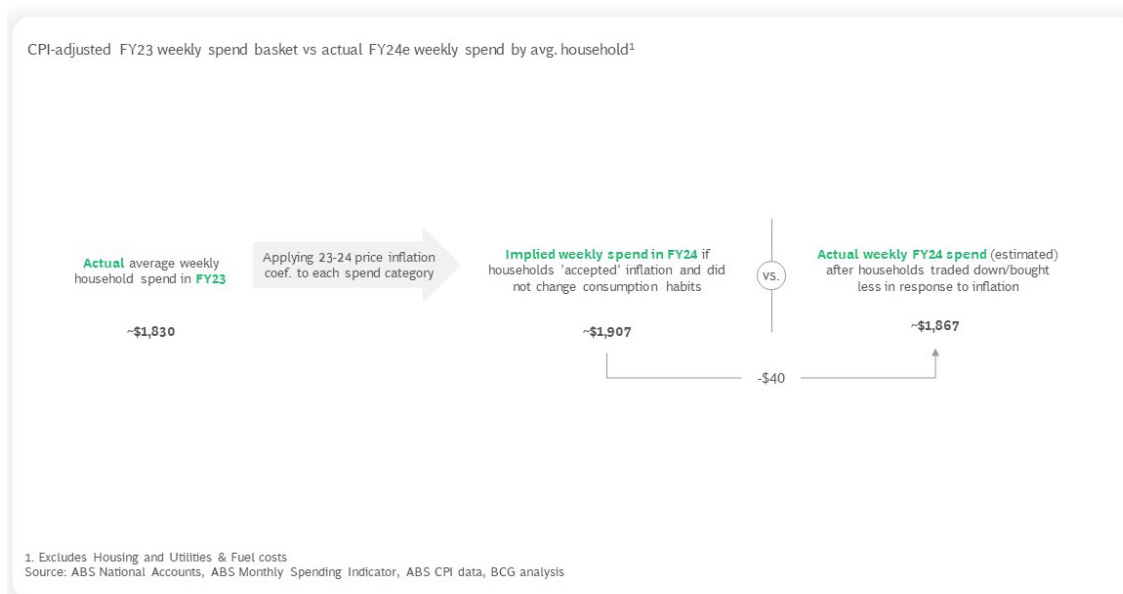 CPI-adjusted FY23 weekly spend basket vs actual FY24e weekly spend by avg. household¹
Actual average weekly
household spend in FY23
~$1,830
Applying 23-24 price inflation
coef. to each spend category
Implied weekly spend in FY24 if
households 'accepted' inflation and did
not change consumption habits
~$1,907
vs.
Actual weekly FY24 spend (estimated)
after households traded down/bought
less in response to inflation
~$1,867
-$40
1. Excludes Housing and Utilities & Fuel costs
Source: ABS National Accounts, ABS Monthly Spending Indicator, ABS CPI data, BCG analysis